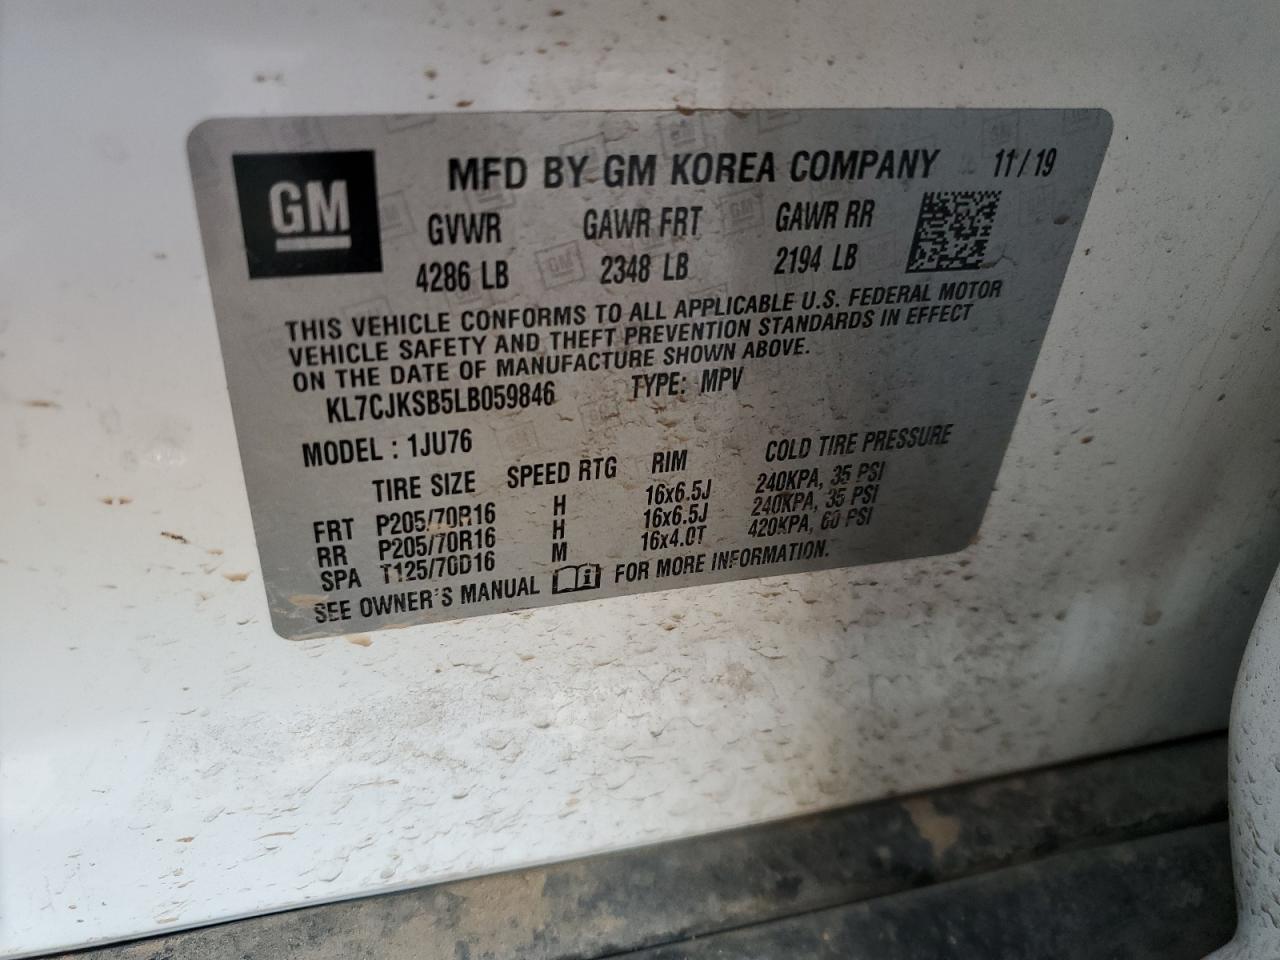 GM
MFD BY GM KOREA COMPANY 11/19
GVWR GAWR FRT GAWR RR
4286 LB 2348 LB 2194 LB
THIS VEHICLE CONFORMS TO ALL APPLICABLE U.S. FEDERAL MOTOR
VEHICLE SAFETY AND THEFT PREVENTION STANDARDS IN EFFECT
ON THE DATE OF MANUFACTURE SHOWN ABOVE.
KL7CJKSB5LB059846 TYPE: MPV
MODEL : 1JU76
TIRE SIZE SPEED RTG RIM COLD TIRE PRESSURE
FRT P205/70R16 H 16x6.5J 240KPA, 35 PSI
RR P205/70R16 H 16x6.5J 240KPA, 35 PSI
SPA T125/70D16 M 16x4.0T 420KPA, 60 PSI
SEE OWNER'S MANUAL FOR MORE INFORMATION.